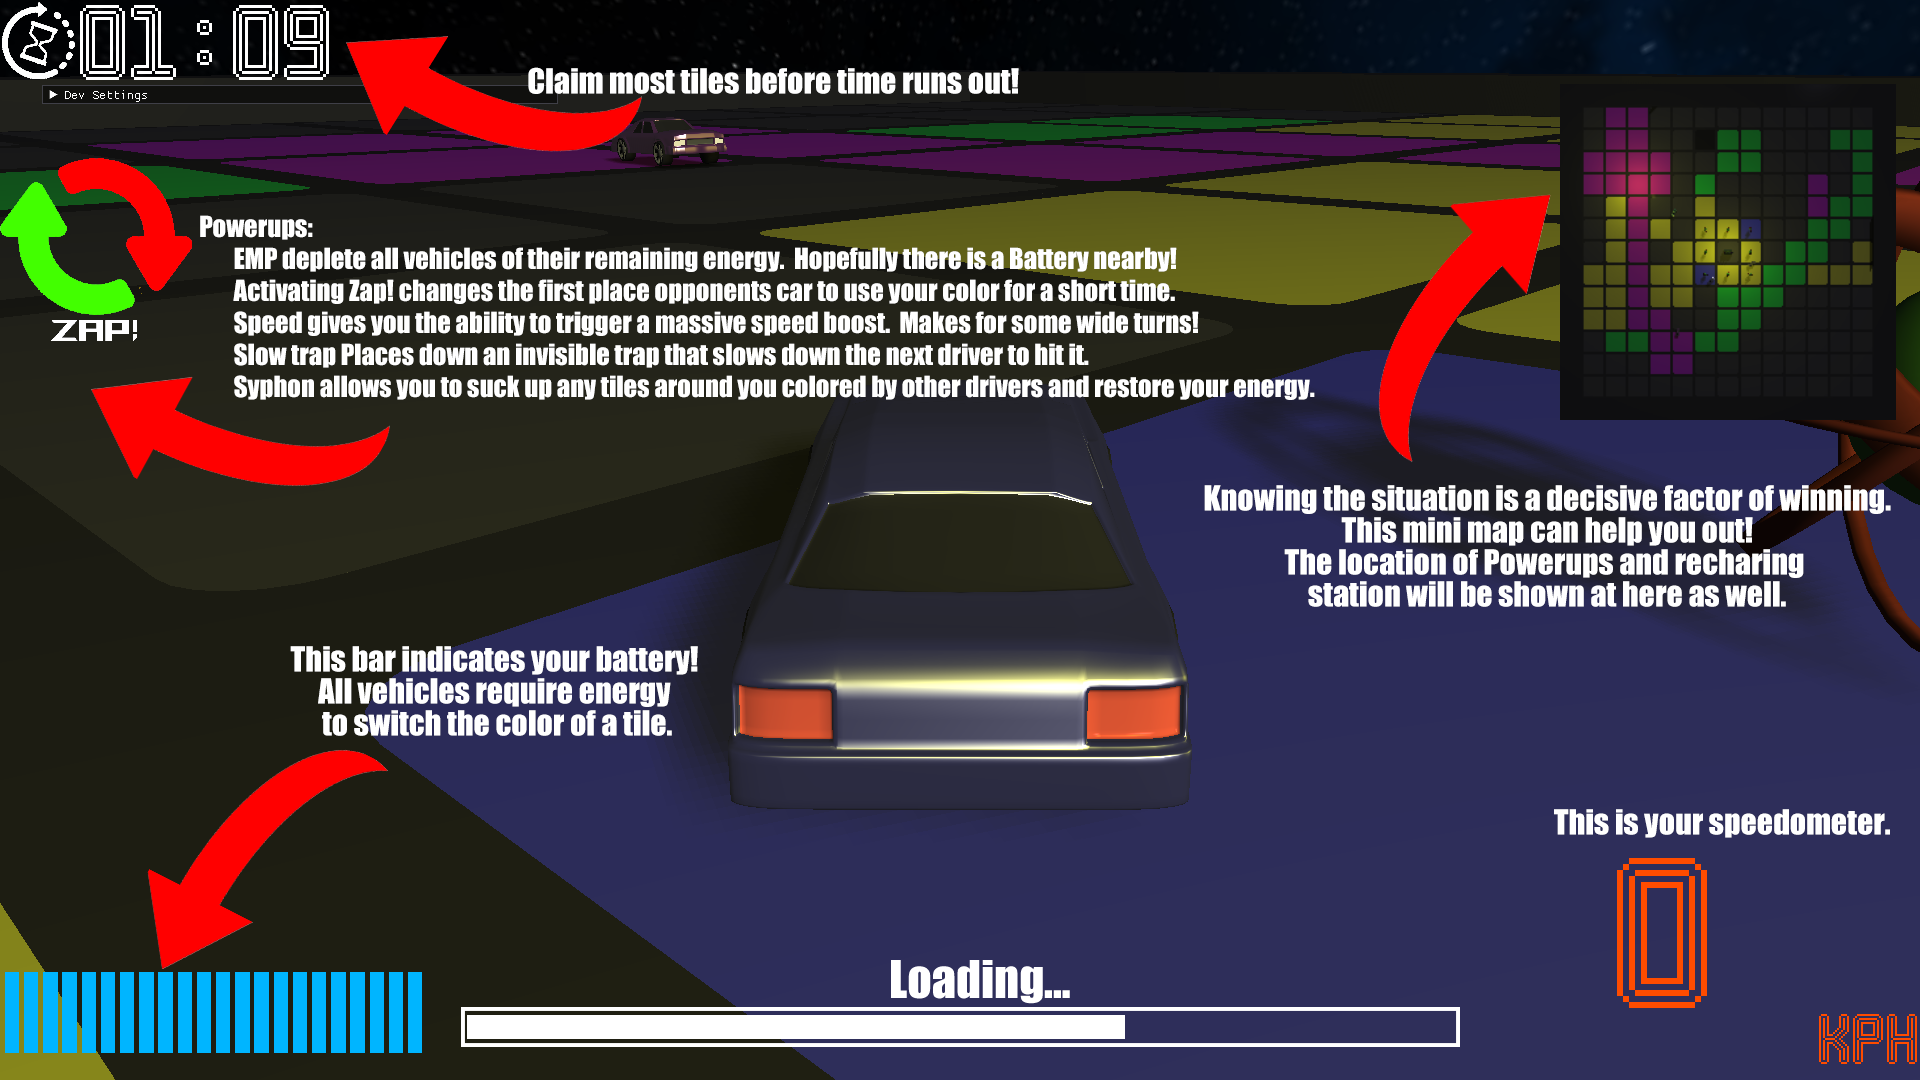 01:09
Dev Settings
Claim most tiles before time runs out!
ZAP!
Powerups:
EMP deplete all vehicles of their remaining energy. Hopefully there is a Battery nearby!
Activating Zap! changes the first place opponents car to use your color for a short time.
Speed gives you the ability to trigger a massive speed boost. Makes for some wide turns!
Slow trap Places down an invisible trap that slows down the next driver to hit it.
Syphon allows you to suck up any tiles around you colored by other drivers and restore your energy.
Knowing the situation is a decisive factor of winning.
This mini map can help you out!
The location of Powerups and recharing
station will be shown at here as well.
This bar indicates your battery!
All vehicles require energy
to switch the color of a tile.
This is your speedometer.
0
KPH
Loading...